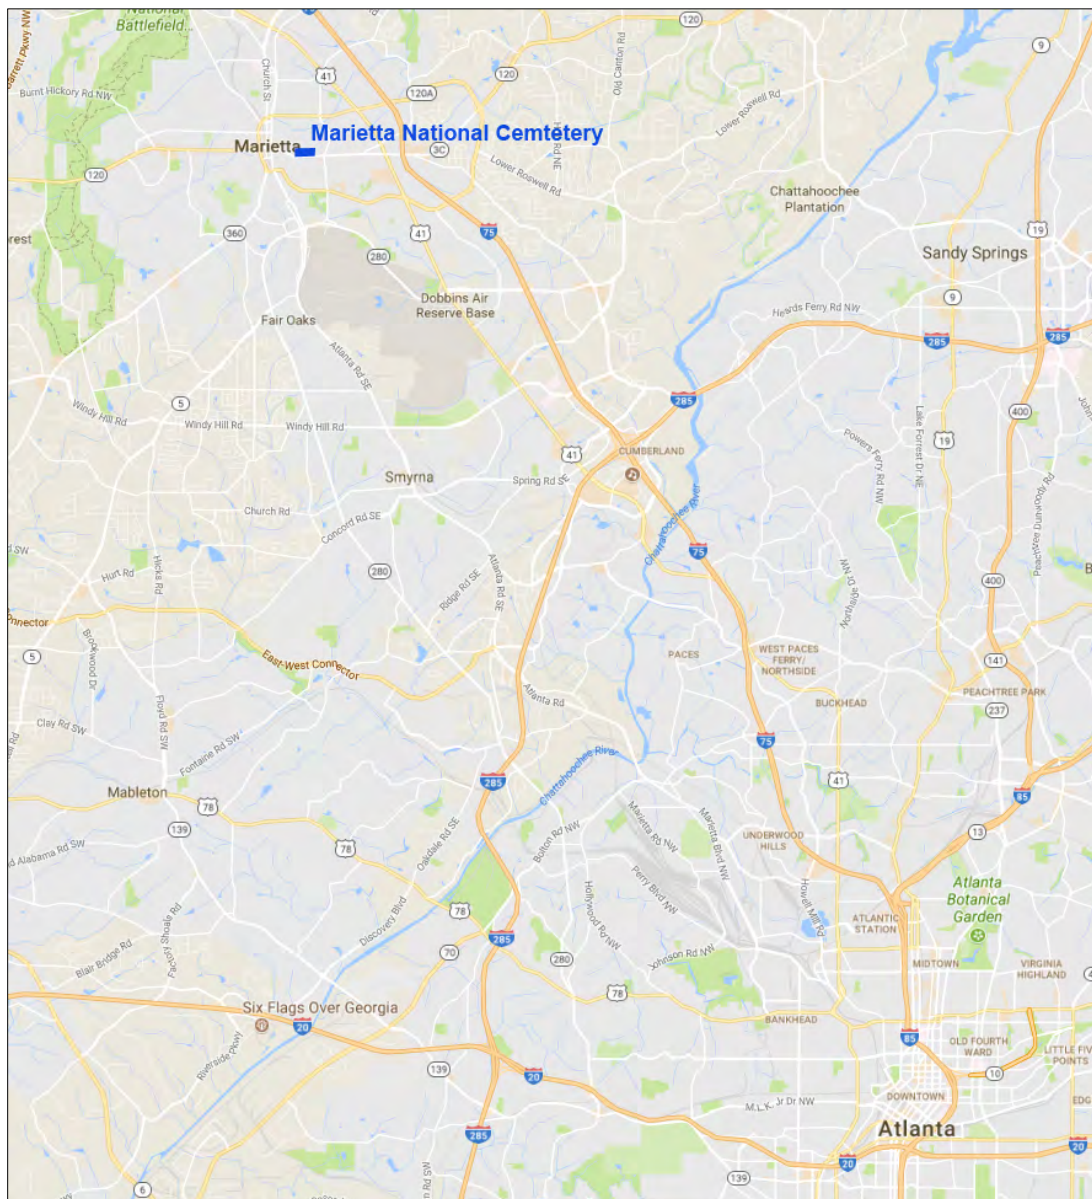 National
Battlefield...
Church St
41
120
Old Canton Rd
120
9
Burnt Hickory Rd NW
120A
Lower Roswell Rd
Marietta National Cemtetery
Marietta
3C
Lower Roswell Rd
120
Chattahoochee
Plantation
360
41
75
19
Sandy Springs
280
Dobbins Air
Reserve Base
9
Heards Ferry Rd NW
Fair Oaks
285
285
Atlanta Rd SE
5
285
400
Windy Hill Rd
Windy Hill Rd
Windy Hill Rd
Lake Forrest Dr NE
19
41
CUMBERLAND
Powers Ferry Rd NW
Smyrna
Spring Rd SE
Peachtree Dunwoody Rd
Church Rd
Concord Rd SE
Chattahoochee River
75
Hurt Rd
Hicks Rd
280
Ridge Rd SE
Atlanta Rd SE
Northside Dr NW
400
5
Brookwood Dr
East-West Connector
PACES
WEST PACES
FERRY/
NORTHSIDE
141
PEACHTREE PARK
Floyd Rd SW
Atlanta Rd
BUCKHEAD
237
Clay Rd SW
Fontaine Rd SW
75
Chattahoochee River
285
41
85
Mableton
78
139
78
Oakdale Rd SE
Bolton Rd NW
Marietta Rd NW
Marietta Blvd NW
UNDERWOOD
HILLS
13
Perry Blvd NW
Hollywood Rd NW
Howell Mill Rd
Atlanta
Botanical
Garden
Discovery Blvd
78
ATLANTIC
STATION
Factory Shoals Rd
285
70
280
Johnson Rd NW
MIDTOWN
VIRGINIA
HIGHLAND
Blair Bridge Rd
78
Six Flags Over Georgia
20
BANKHEAD
85
OLD FOURTH
WARD
LITTLE FIVE
POINTS
Riverside Pkwy
139
20
10
DOWNTOWN
M.L.K. Jr Dr NW
Atlanta
285
20
20
139
6